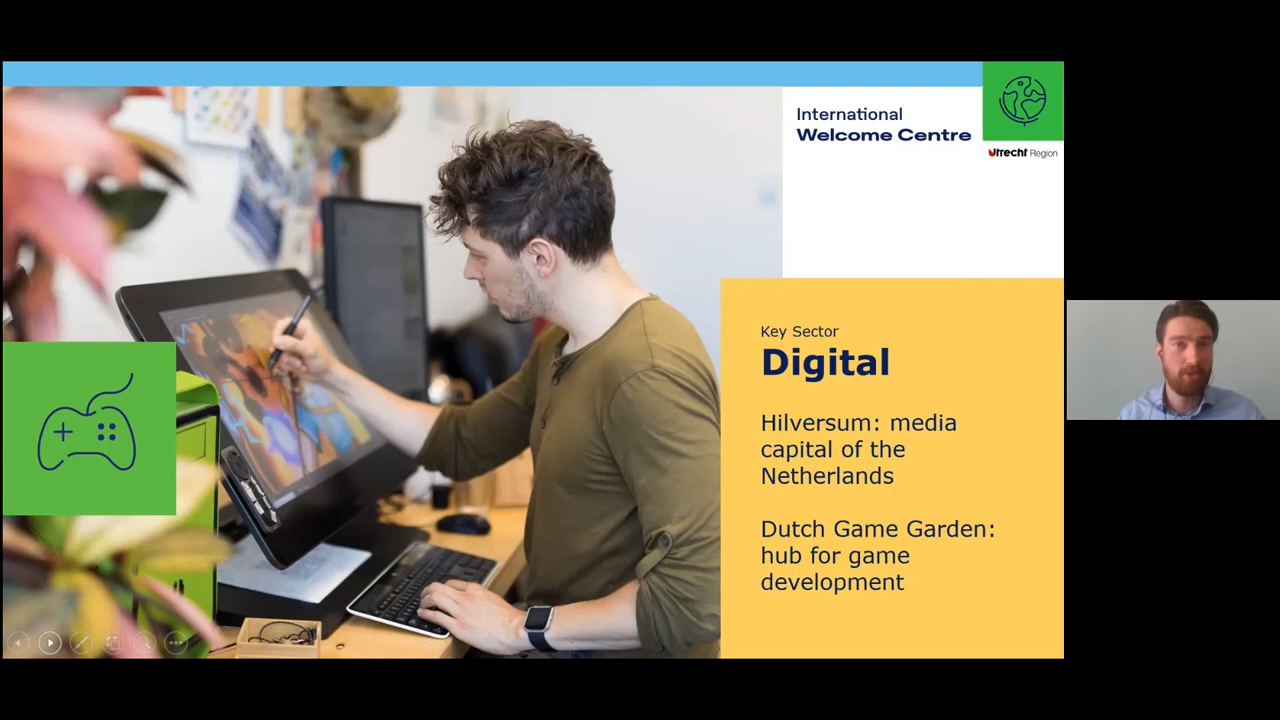 International
Welcome Centre
Utrecht Region
Key Sector
Digital
Hilversum: media
capital of the
Netherlands
Dutch Game Garden:
hub for game
development